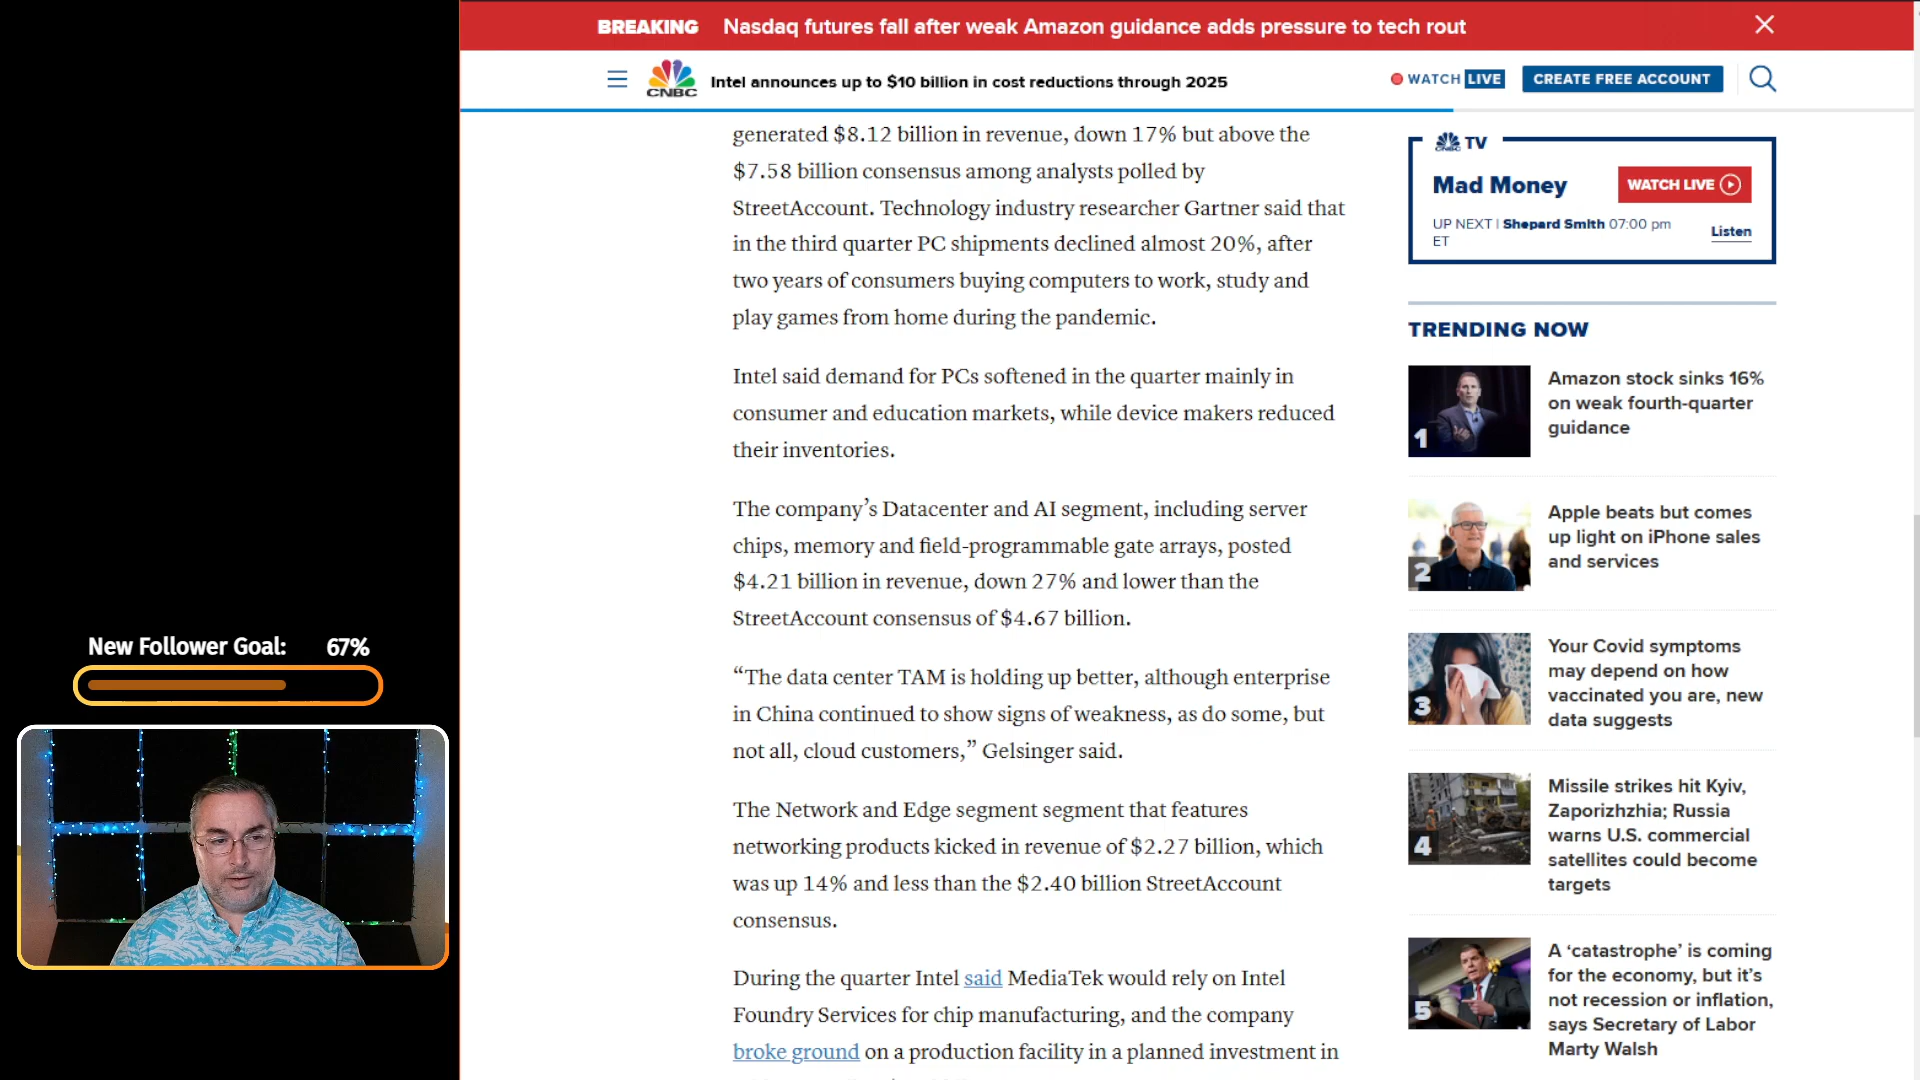 BREAKING Nasdaq futures fall after weak Amazon guidance adds pressure to tech rout
CNBC
Intel announces up to $10 billion in cost reductions through 2025
WATCH LIVE
CREATE FREE ACCOUNT
generated $8.12 billion in revenue, down 17% but above the
$7.58 billion consensus among analysts polled by
StreetAccount. Technology industry researcher Gartner said that
in the third quarter PC shipments declined almost 20%, after
two years of consumers buying computers to work, study and
play games from home during the pandemic.
Intel said demand for PCs softened in the quarter mainly in
consumer and education markets, while device makers reduced
their inventories.
The company’s Datacenter and AI segment, including server
chips, memory and field-programmable gate arrays, posted
$4.21 billion in revenue, down 27% and lower than the
StreetAccount consensus of $4.67 billion.
“The data center TAM is holding up better, although enterprise
in China continued to show signs of weakness, as do some, but
not all, cloud customers,” Gelsinger said.
The Network and Edge segment segment that features
networking products kicked in revenue of $2.27 billion, which
was up 14% and less than the $2.40 billion StreetAccount
consensus.
During the quarter Intel said MediaTek would rely on Intel
Foundry Services for chip manufacturing, and the company
broke ground on a production facility in a planned investment in
CNBC TV
Mad Money
WATCH LIVE
UP NEXT | Shepard Smith 07:00 pm
ET
Listen
TRENDING NOW
1
Amazon stock sinks 16%
on weak fourth-quarter
guidance
2
Apple beats but comes
up light on iPhone sales
and services
3
Your Covid symptoms
may depend on how
vaccinated you are, new
data suggests
4
Missile strikes hit Kyiv,
Zaporizhzhia; Russia
warns U.S. commercial
satellites could become
targets
5
A ‘catastrophe’ is coming
for the economy, but it’s
not recession or inflation,
says Secretary of Labor
Marty Walsh
New Follower Goal: 67%